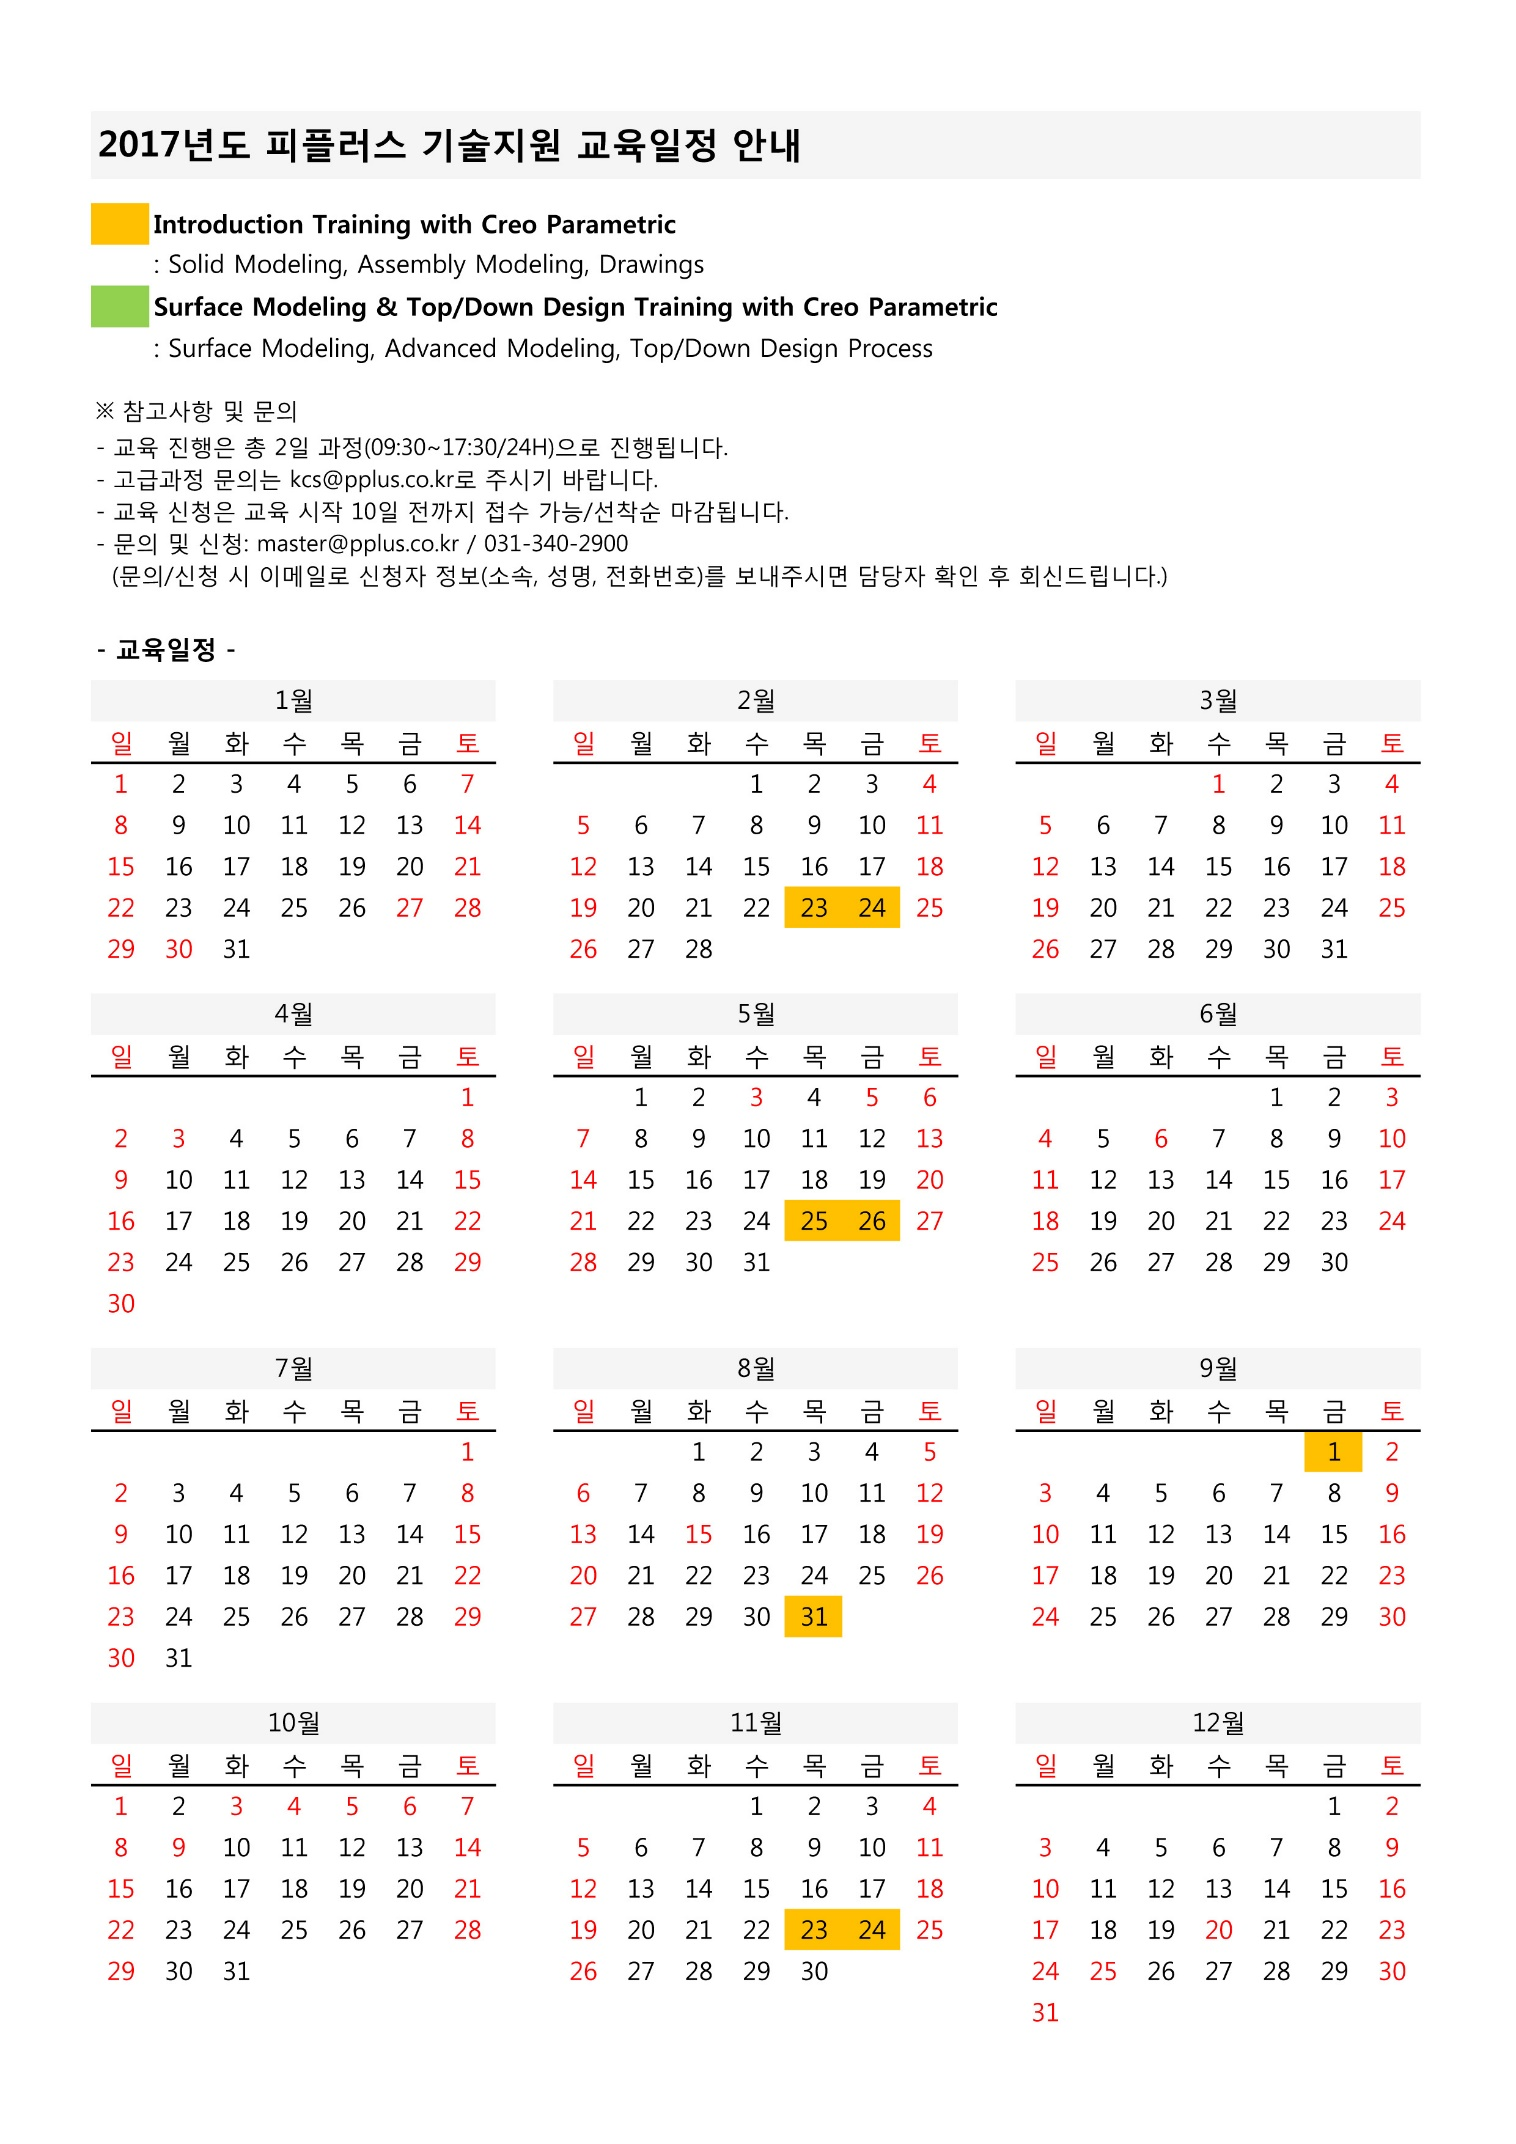 2017년도 피플러스 기술지원 교육일정 안내
Introduction Training with Creo Parametric
: Solid Modeling, Assembly Modeling, Drawings
Surface Modeling & Top/Down Design Training with Creo Parametric
: Surface Modeling, Advanced Modeling, Top/Down Design Process
※ 참고사항 및 문의
- 교육 진행은 총 2일 과정(09:30~17:30/24H)으로 진행됩니다.
- 고급과정 문의는 kcs@pplus.co.kr로 주시기 바랍니다.
- 교육 신청은 교육 시작 10일 전까지 접수 가능/선착순 마감됩니다.
- 문의 및 신청: master@pplus.co.kr / 031-340-2900
(문의/신청 시 이메일로 신청자 정보(소속, 성명, 전화번호)를 보내주시면 담당자 확인 후 회신드립니다.)
- 교육일정 -
1월
일 월 화 수 목 금 토
1 2 3 4 5 6 7
8 9 10 11 12 13 14
15 16 17 18 19 20 21
22 23 24 25 26 27 28
29 30 31
2월
일 월 화 수 목 금 토
1 2 3 4
5 6 7 8 9 10 11
12 13 14 15 16 17 18
19 20 21 22 23 24 25
26 27 28
3월
일 월 화 수 목 금 토
1 2 3 4
5 6 7 8 9 10 11
12 13 14 15 16 17 18
19 20 21 22 23 24 25
26 27 28 29 30 31
4월
일 월 화 수 목 금 토
1
2 3 4 5 6 7 8
9 10 11 12 13 14 15
16 17 18 19 20 21 22
23 24 25 26 27 28 29
30
5월
일 월 화 수 목 금 토
1 2 3 4 5 6
7 8 9 10 11 12 13
14 15 16 17 18 19 20
21 22 23 24 25 26 27
28 29 30 31
6월
일 월 화 수 목 금 토
1 2 3
4 5 6 7 8 9 10
11 12 13 14 15 16 17
18 19 20 21 22 23 24
25 26 27 28 29 30
7월
일 월 화 수 목 금 토
1
2 3 4 5 6 7 8
9 10 11 12 13 14 15
16 17 18 19 20 21 22
23 24 25 26 27 28 29
30 31
8월
일 월 화 수 목 금 토
1 2 3 4 5
6 7 8 9 10 11 12
13 14 15 16 17 18 19
20 21 22 23 24 25 26
27 28 29 30 31
9월
일 월 화 수 목 금 토
1 2
3 4 5 6 7 8 9
10 11 12 13 14 15 16
17 18 19 20 21 22 23
24 25 26 27 28 29 30
10월
일 월 화 수 목 금 토
1 2 3 4 5 6 7
8 9 10 11 12 13 14
15 16 17 18 19 20 21
22 23 24 25 26 27 28
29 30 31
11월
일 월 화 수 목 금 토
1 2 3 4
5 6 7 8 9 10 11
12 13 14 15 16 17 18
19 20 21 22 23 24 25
26 27 28 29 30
12월
일 월 화 수 목 금 토
1 2
3 4 5 6 7 8 9
10 11 12 13 14 15 16
17 18 19 20 21 22 23
24 25 26 27 28 29 30
31